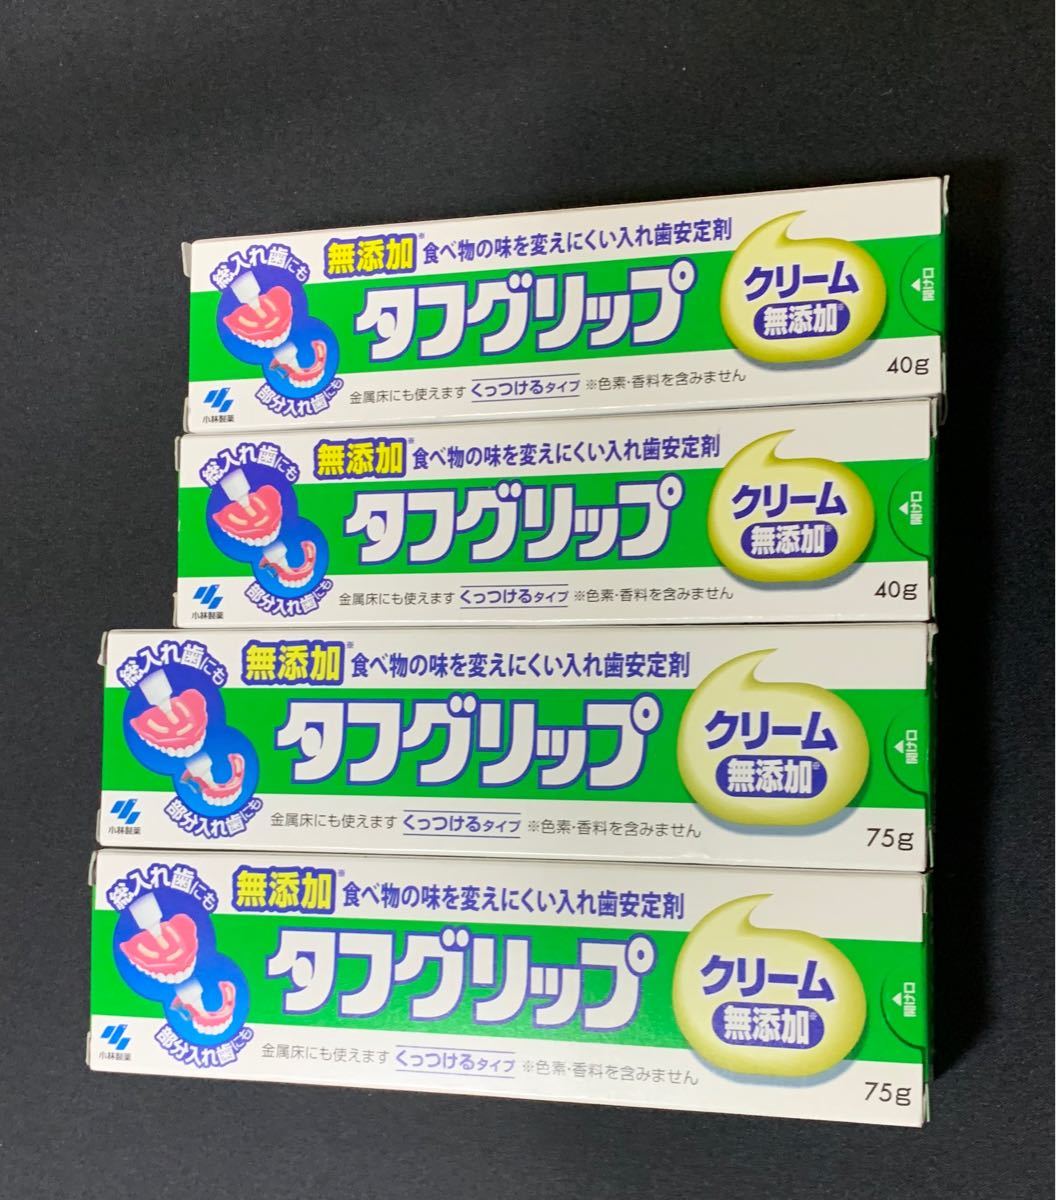 総入れ歯にも
無添加※ 食べ物の味を変えにくい入れ歯安定剤
タフグリップ
クリーム
無添加※
開け口
部分入れ歯にも
小林製薬
金属床にも使えます くっつけるタイプ ※色素・香料を含みません
40g
総入れ歯にも
無添加※ 食べ物の味を変えにくい入れ歯安定剤
タフグリップ
クリーム
無添加※
開け口
部分入れ歯にも
小林製薬
金属床にも使えます くっつけるタイプ ※色素・香料を含みません
40g
総入れ歯にも
無添加※ 食べ物の味を変えにくい入れ歯安定剤
タフグリップ
クリーム
無添加※
開け口
部分入れ歯にも
小林製薬
金属床にも使えます くっつけるタイプ ※色素・香料を含みません
75g
総入れ歯にも
無添加※ 食べ物の味を変えにくい入れ歯安定剤
タフグリップ
クリーム
無添加※
開け口
部分入れ歯にも
小林製薬
金属床にも使えます くっつけるタイプ ※色素・香料を含みません
75g